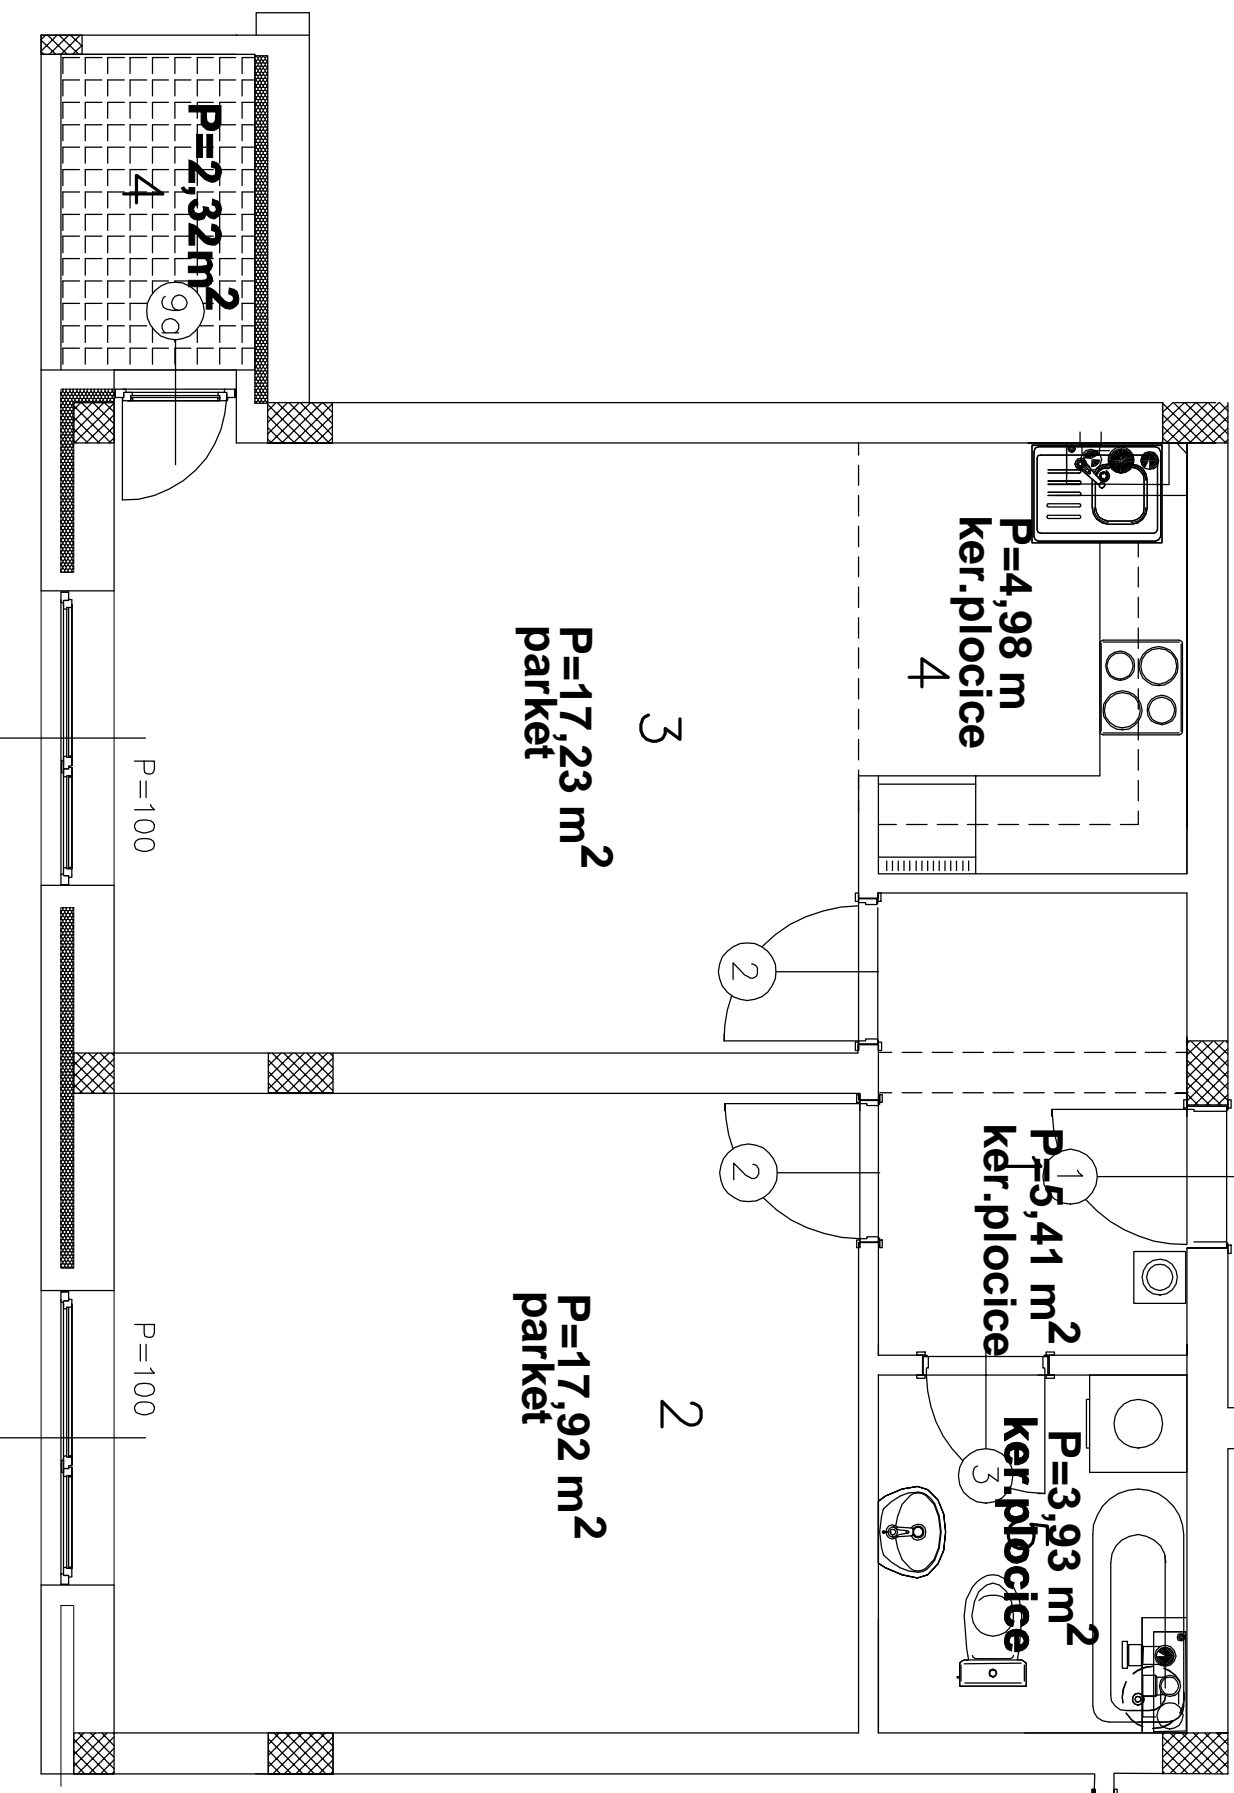 P=2,32m2
4
9a
P=4,98 m
ker.plocice
4
3
P=17,23 m2
parket
P=100
2
2
1
P=5,41 m2
ker.plocice
2
P=17,92 m2
parket
P=100
3
P=3,93 m2
ker.plocice